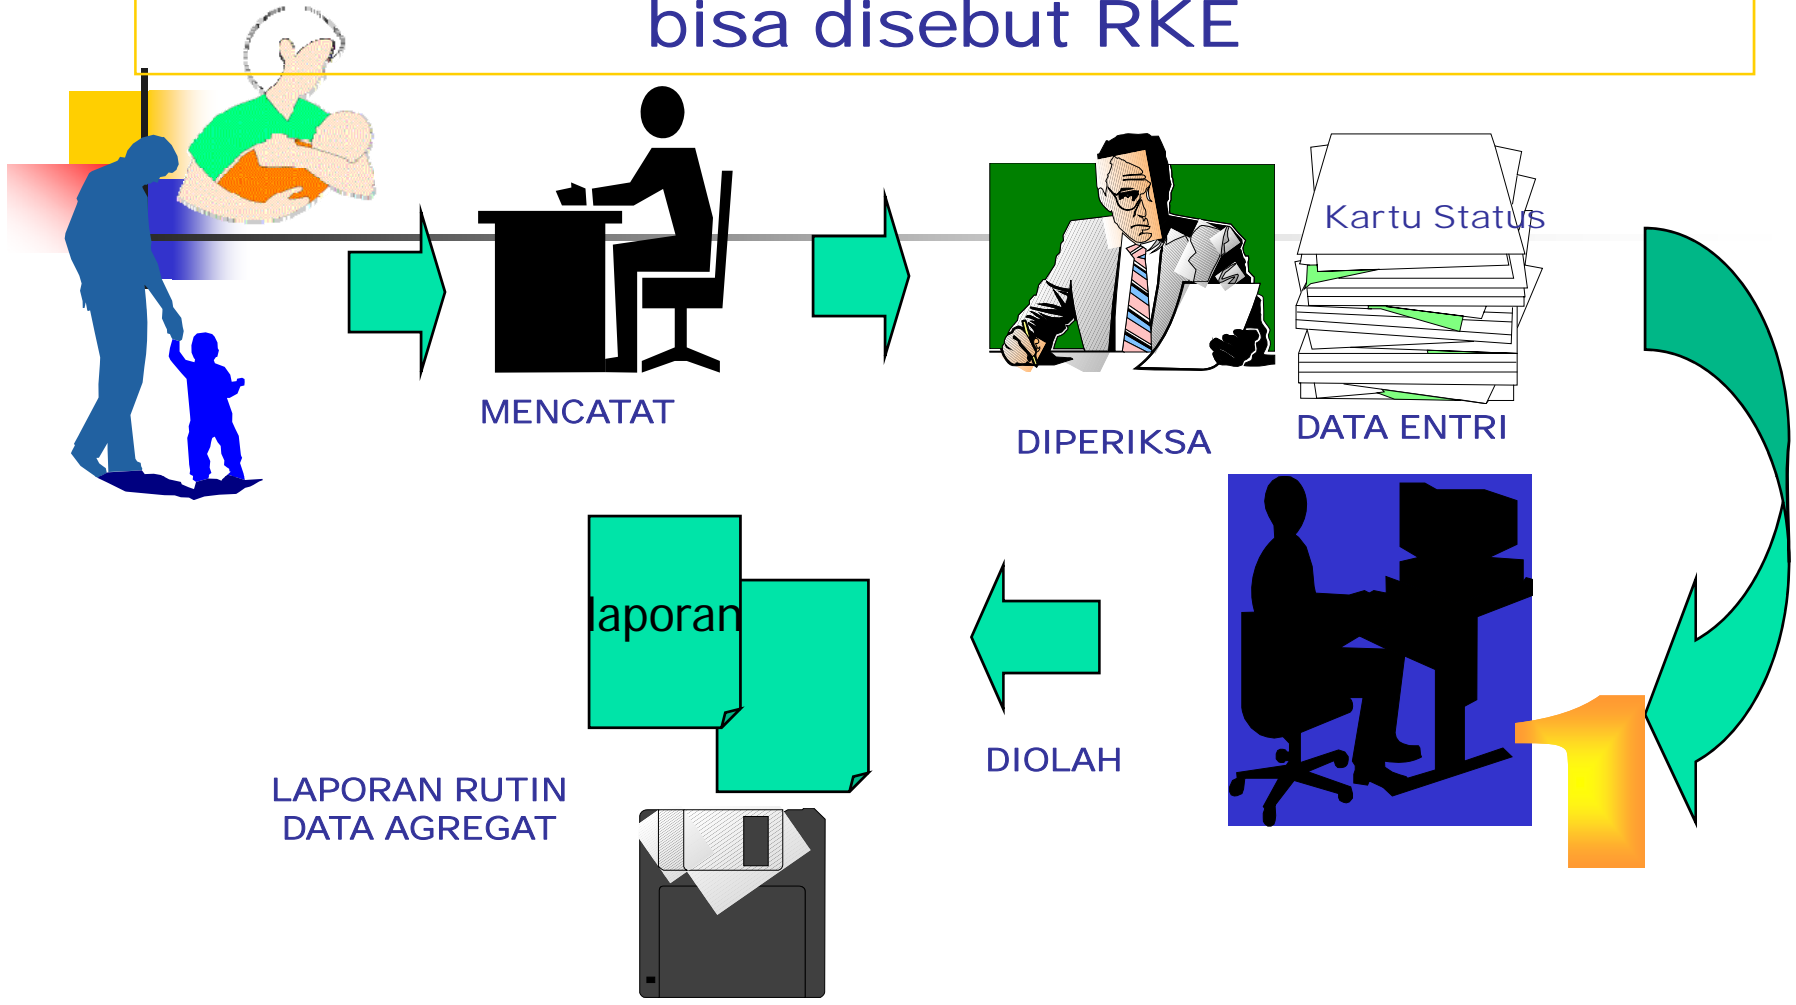 bisa disebut RKE
Kartu Status
MENCATAT
DIPERIKSA
DATA ENTRI
laporan
DIOLAH
1
LAPORAN RUTIN
DATA AGREGAT